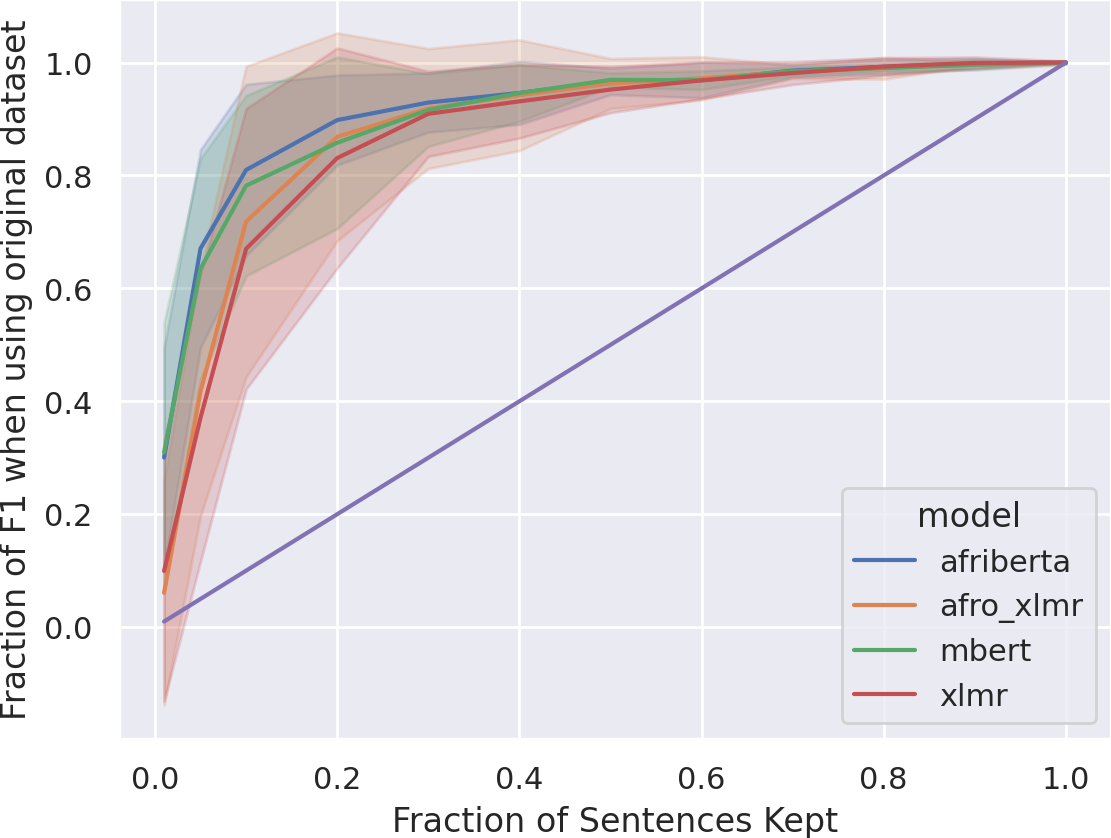 Fraction of F1 when using original dataset
1.0
0.8
0.6
0.4
0.2
0.0
model
afriberta
afro_xlmr
mbert
xlmr
0.0 0.2 0.4 0.6 0.8 1.0
Fraction of Sentences Kept